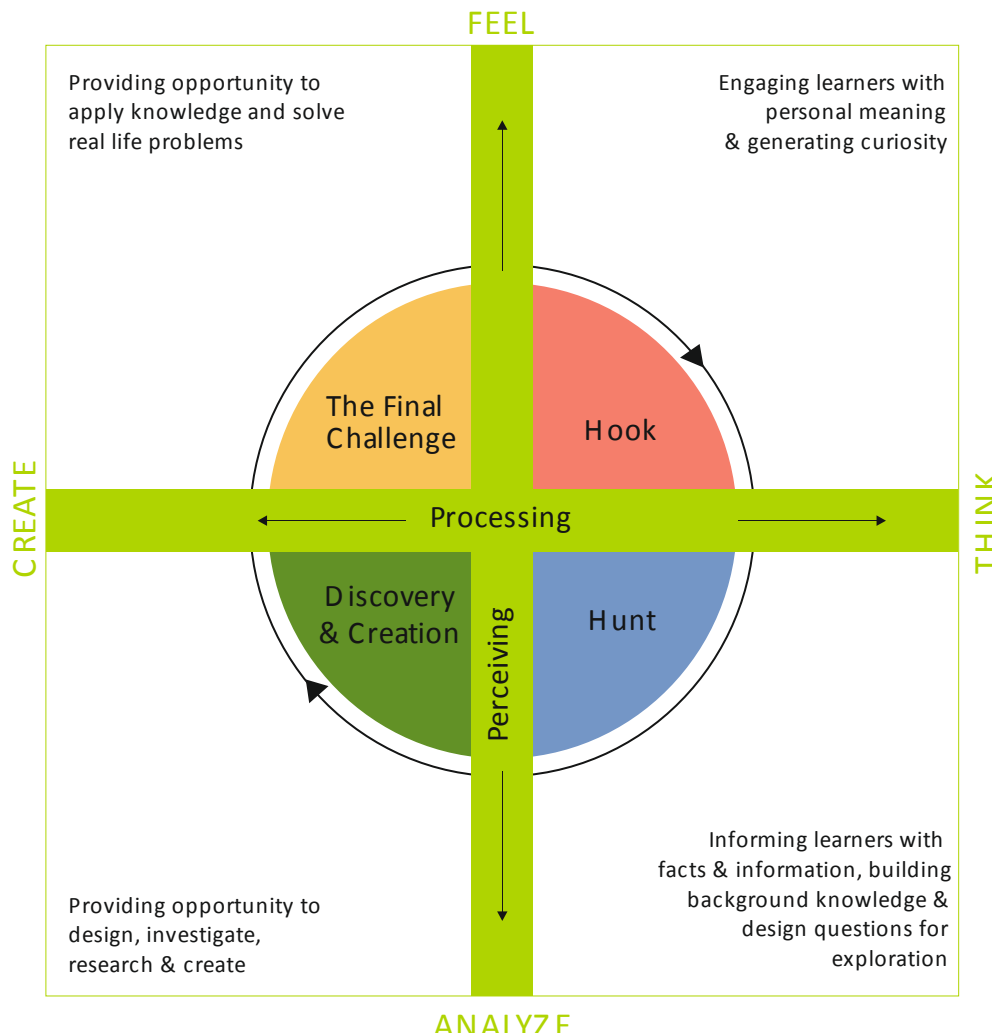 FEEL
Providing opportunity to
apply knowledge and solve
real life problems
Engaging learners with
personal meaning
& generating curiosity
The Final
Challenge
Hook
CREATE
Processing
THINK
Discovery
& Creation
Hunt
Perceiving
Providing opportunity to
design, investigate,
research & create
Informing learners with
facts & information, building
background knowledge &
design questions for
exploration
ANALYZE